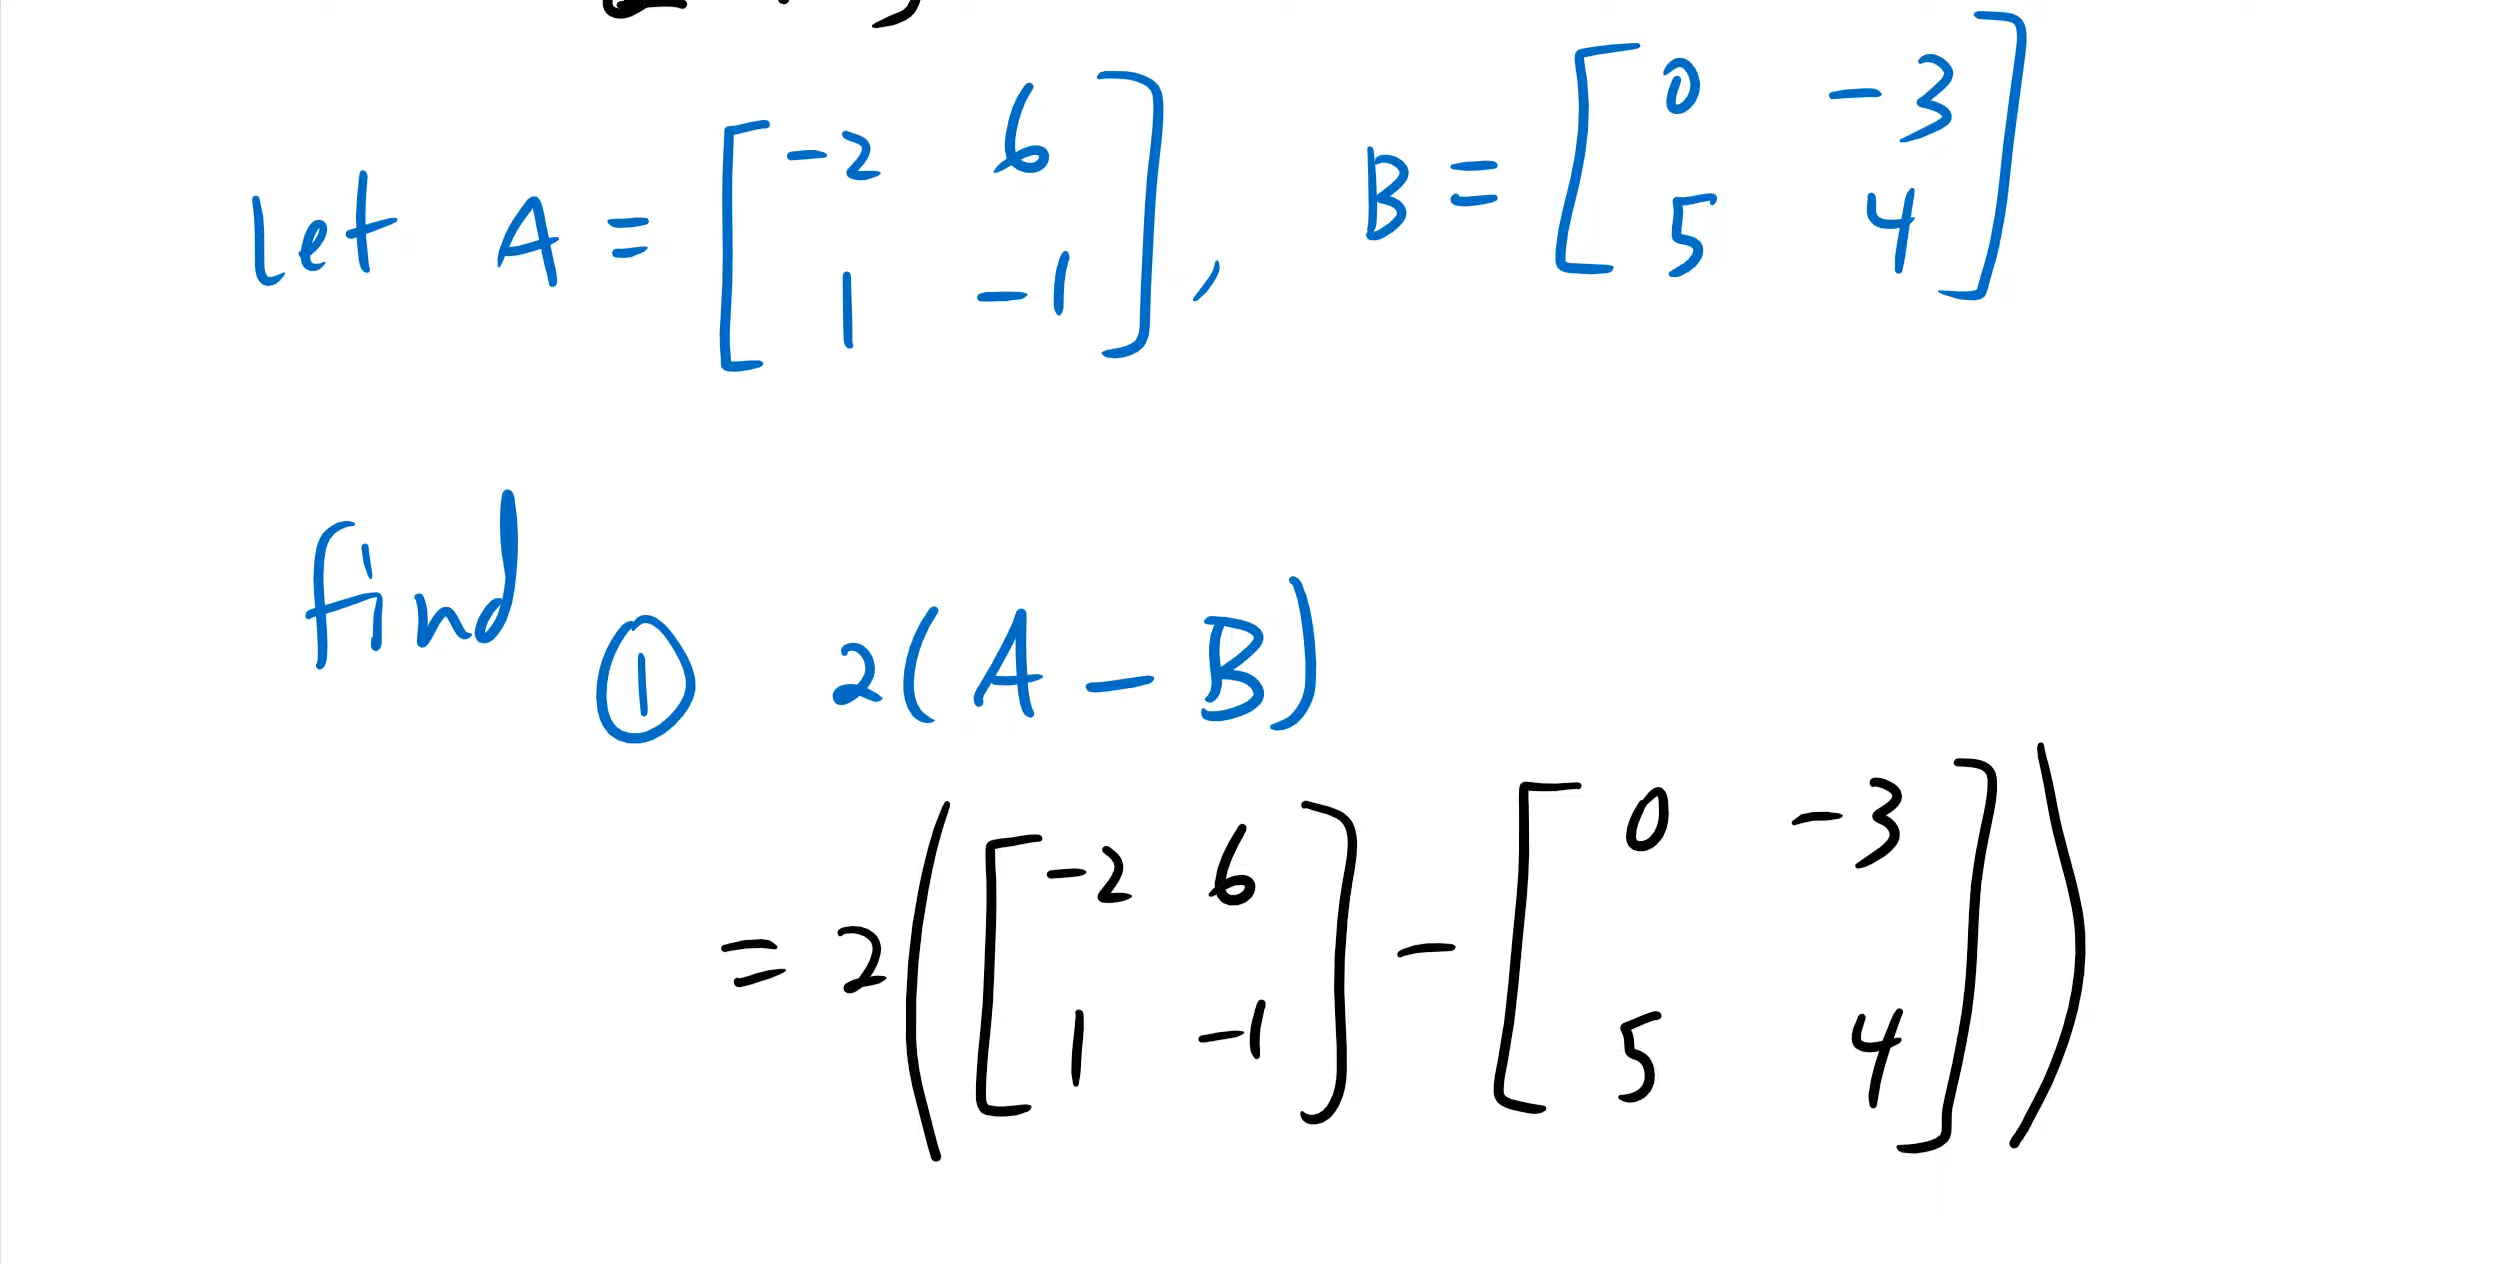 let A = [ -2 6 1 -1 ], B = [ 0 -3 5 4 ]
find
① 2(A - B)
= 2( [ -2 6 1 -1 ] - [ 0 -3 5 4 ] )